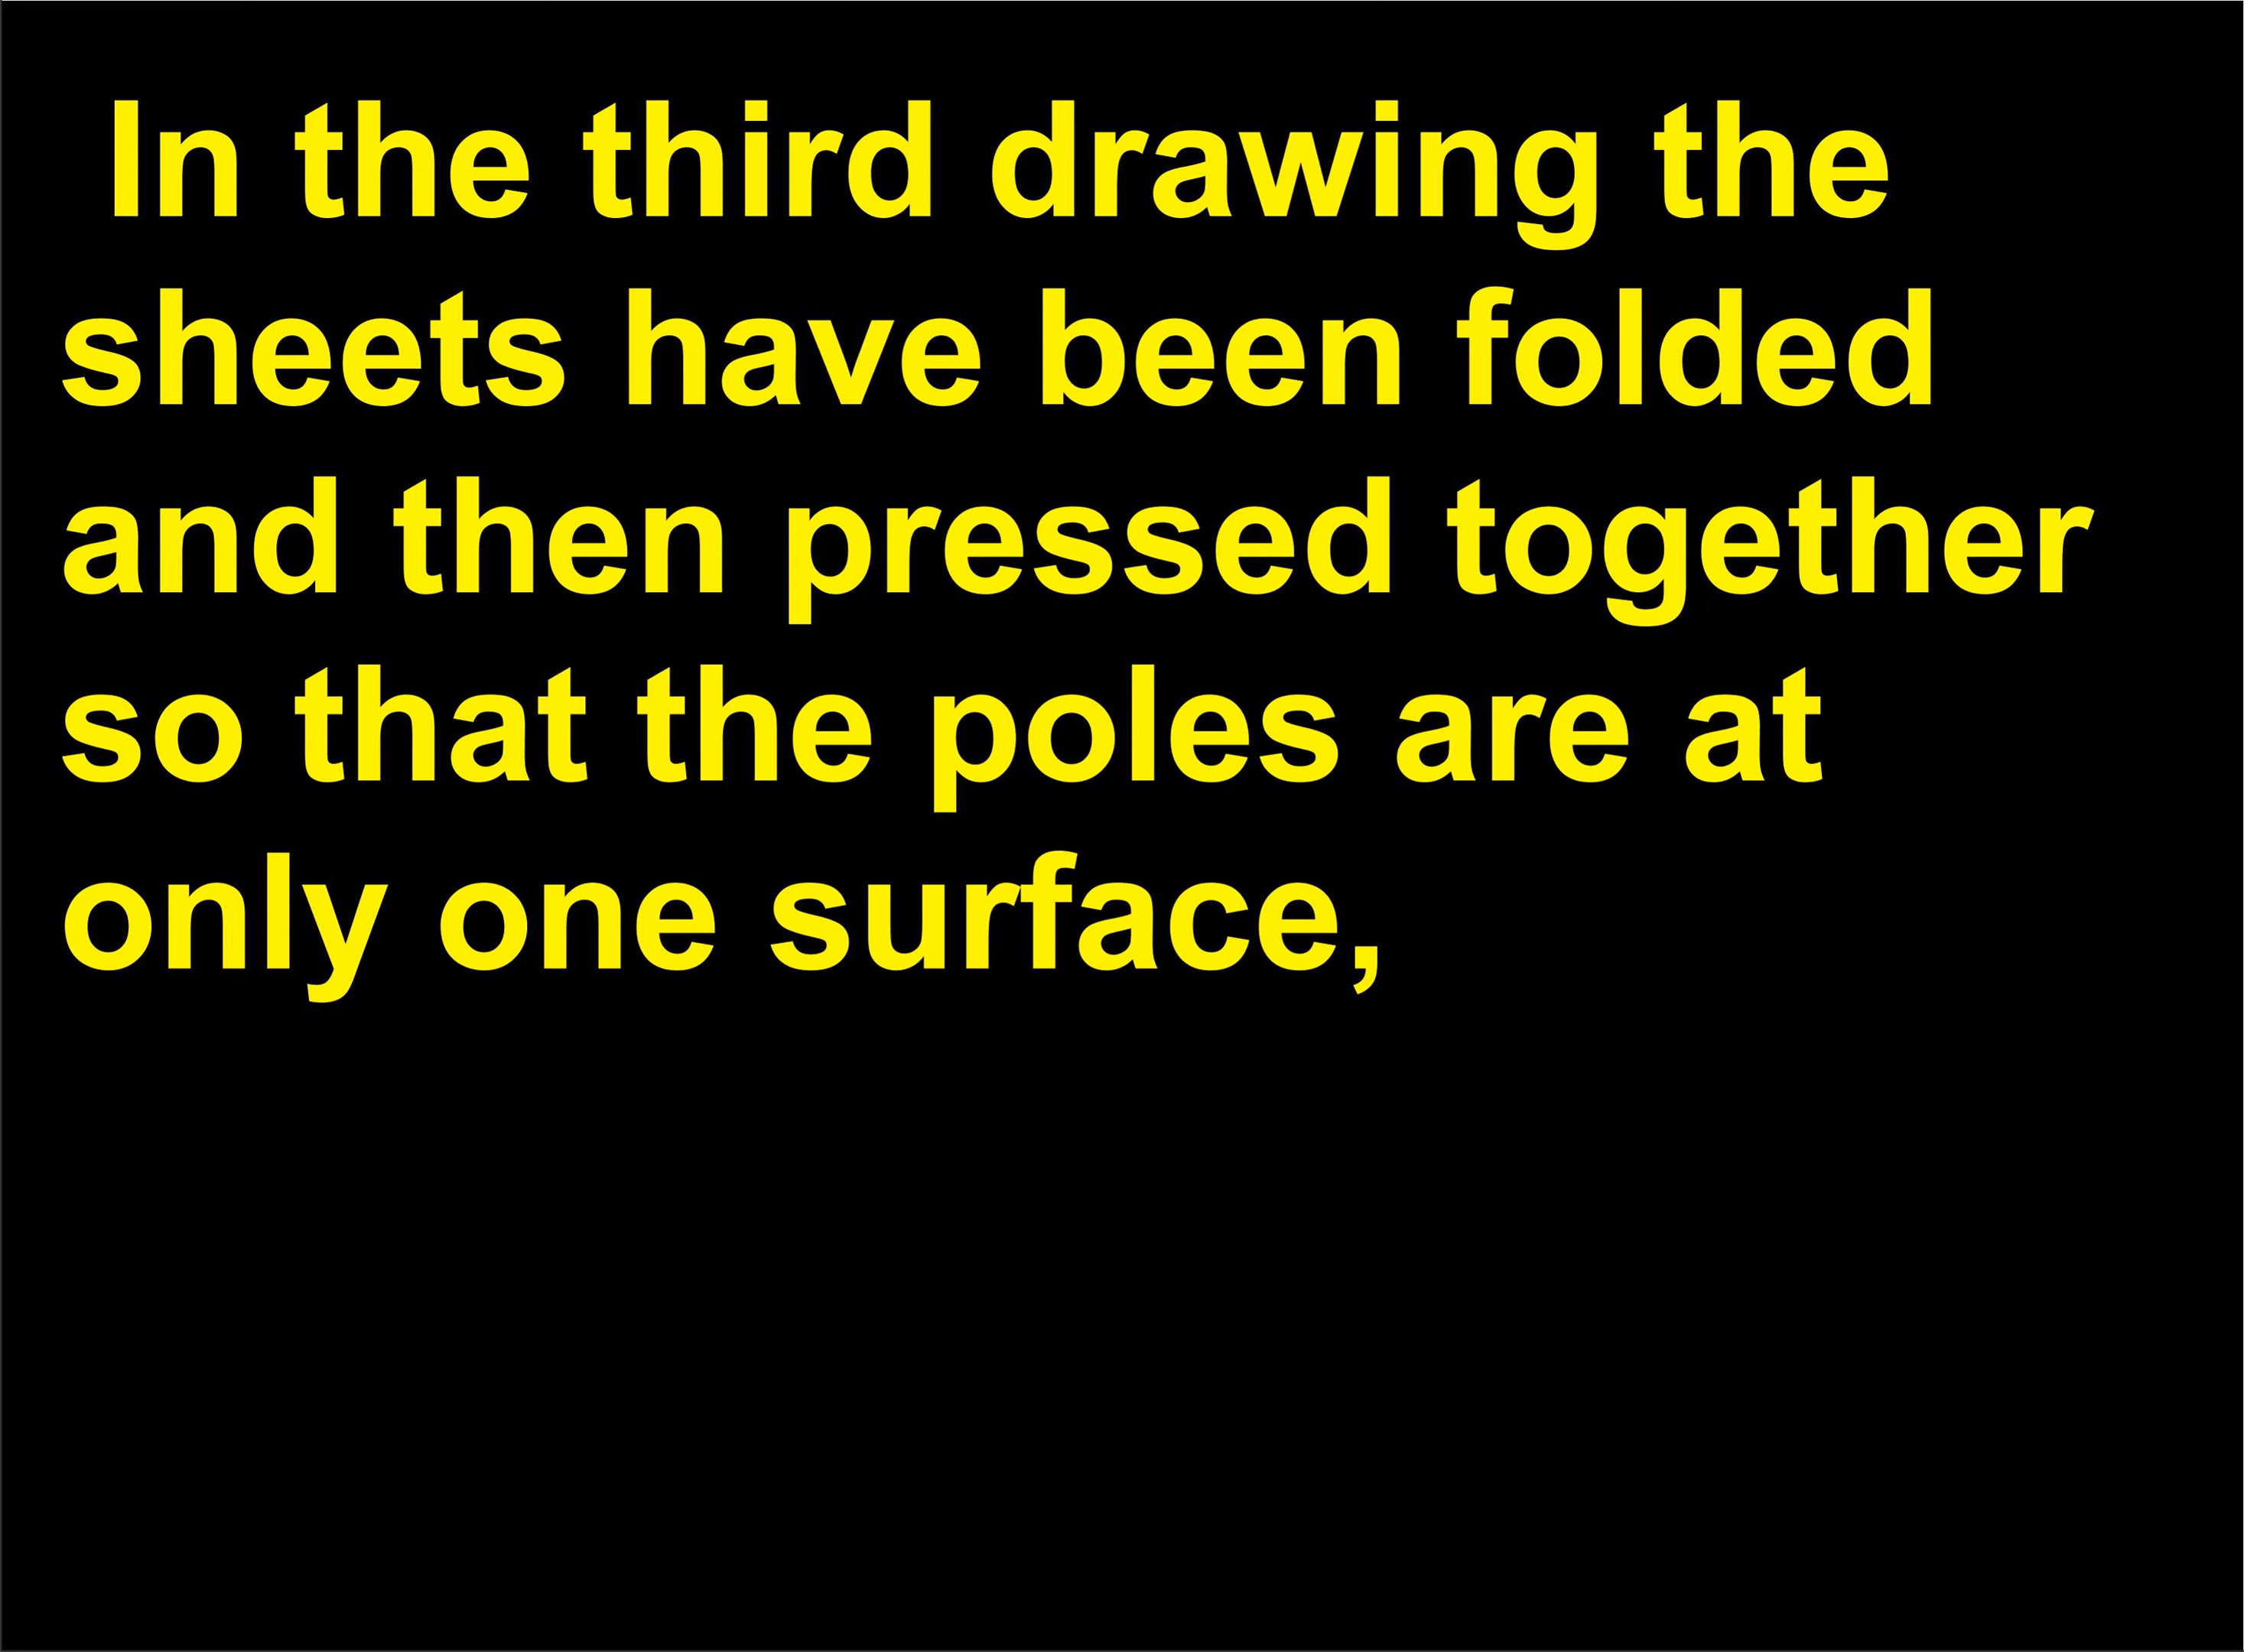 In the third drawing the
sheets have been folded
and then pressed together
so that the poles are at
only one surface,